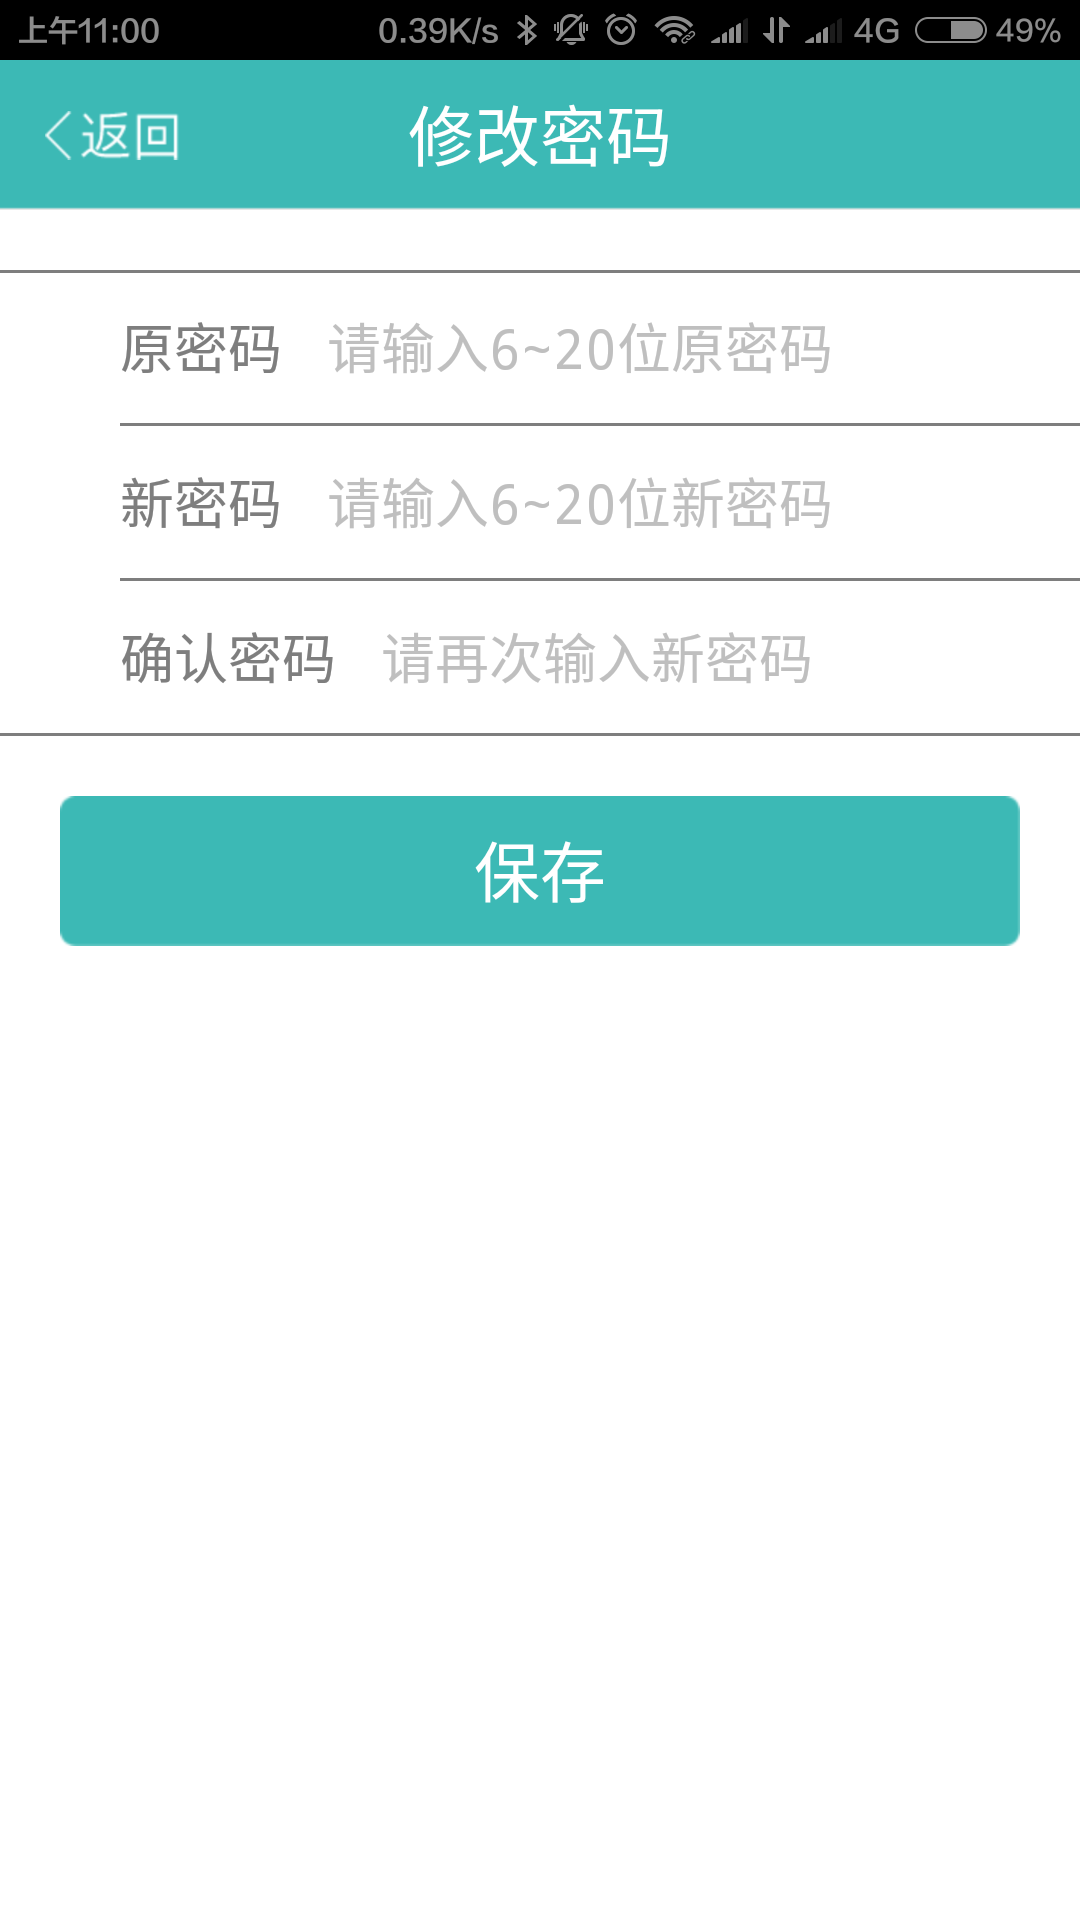 上午11:00 0.39K/s 4G 49%
返回 修改密码
原密码 请输入6~20位原密码
新密码 请输入6~20位新密码
确认密码 请再次输入新密码
保存